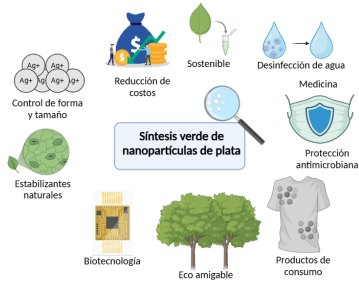 Ag+ Ag+
Ag+ Ag+ Ag+
Control de forma
y tamaño
$
Reducción de
costos
Sostenible
Desinfección de agua
Medicina
Protección
antimicrobiana
Síntesis verde de
nanopartículas de plata
Estabilizantes
naturales
Biotecnología
Eco amigable
Productos de
consumo